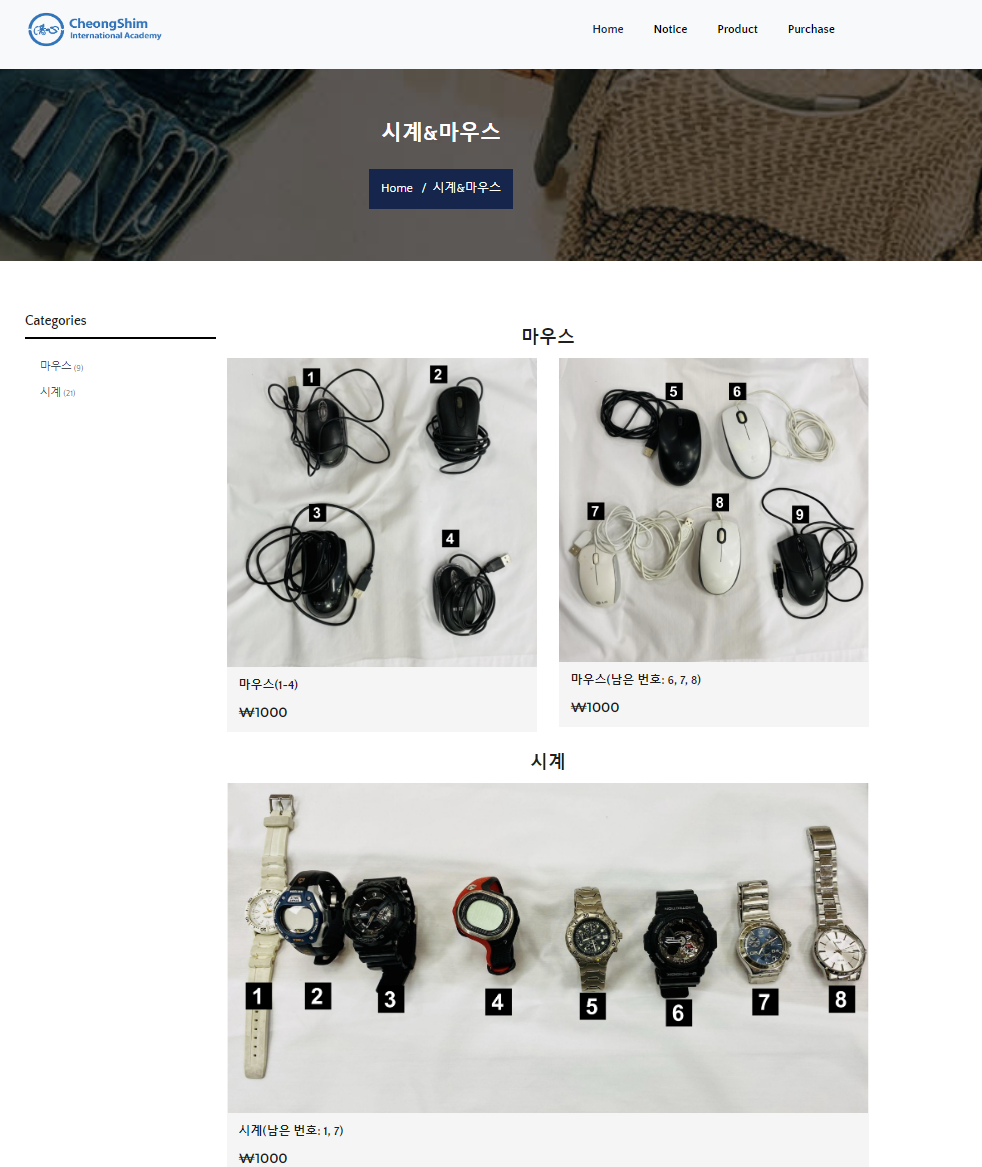 CheongShim
International Academy
Home Notice Product Purchase
시계&마우스
Home / 시계&마우스
Categories
마우스 (9)
시계 (21)
마우스
1 2
3 4
5 6
7 8 9
마우스(1-4)
₩1000
마우스(남은 번호: 6, 7, 8)
₩1000
시계
1 2 3 4 5 6 7 8
시계(남은 번호: 1, 7)
₩1000